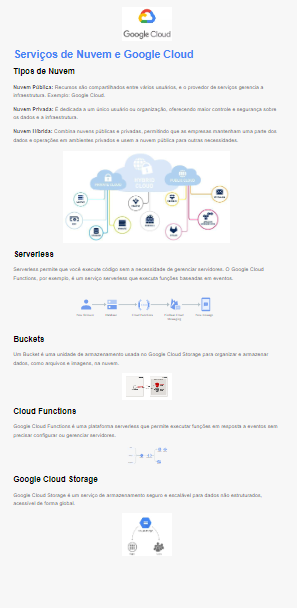 Google Cloud
Serviços de Nuvem e Google Cloud
Tipos de Nuvem
Nuvem Pública: Recursos são compartilhados entre vários usuários, e o provedor de serviços gerencia a
infraestrutura. Exemplo: Google Cloud.
Nuvem Privada: É dedicada a um único usuário ou organização, oferecendo maior controle e segurança sobre
os dados e a infraestrutura.
Nuvem Híbrida: Combina nuvens públicas e privadas, permitindo que as empresas mantenham uma parte dos
dados e operações em ambientes privados e usem a nuvem pública para outras necessidades.
CLOUD
Serverless
Serverless permite que você execute código sem a necessidade de gerenciar servidores. O Google Cloud
Functions, por exemplo, é um serviço serverless que executa funções baseadas em eventos.
Buckets
Um Bucket é uma unidade de armazenamento usada no Google Cloud Storage para organizar e armazenar
dados, como arquivos e imagens, na nuvem.
Cloud Functions
Google Cloud Functions é uma plataforma serverless que permite executar funções em resposta a eventos sem
precisar configurar ou gerenciar servidores.
Google Cloud Storage
Google Cloud Storage é um serviço de armazenamento seguro e escalável para dados não estruturados,
acessível de forma global.